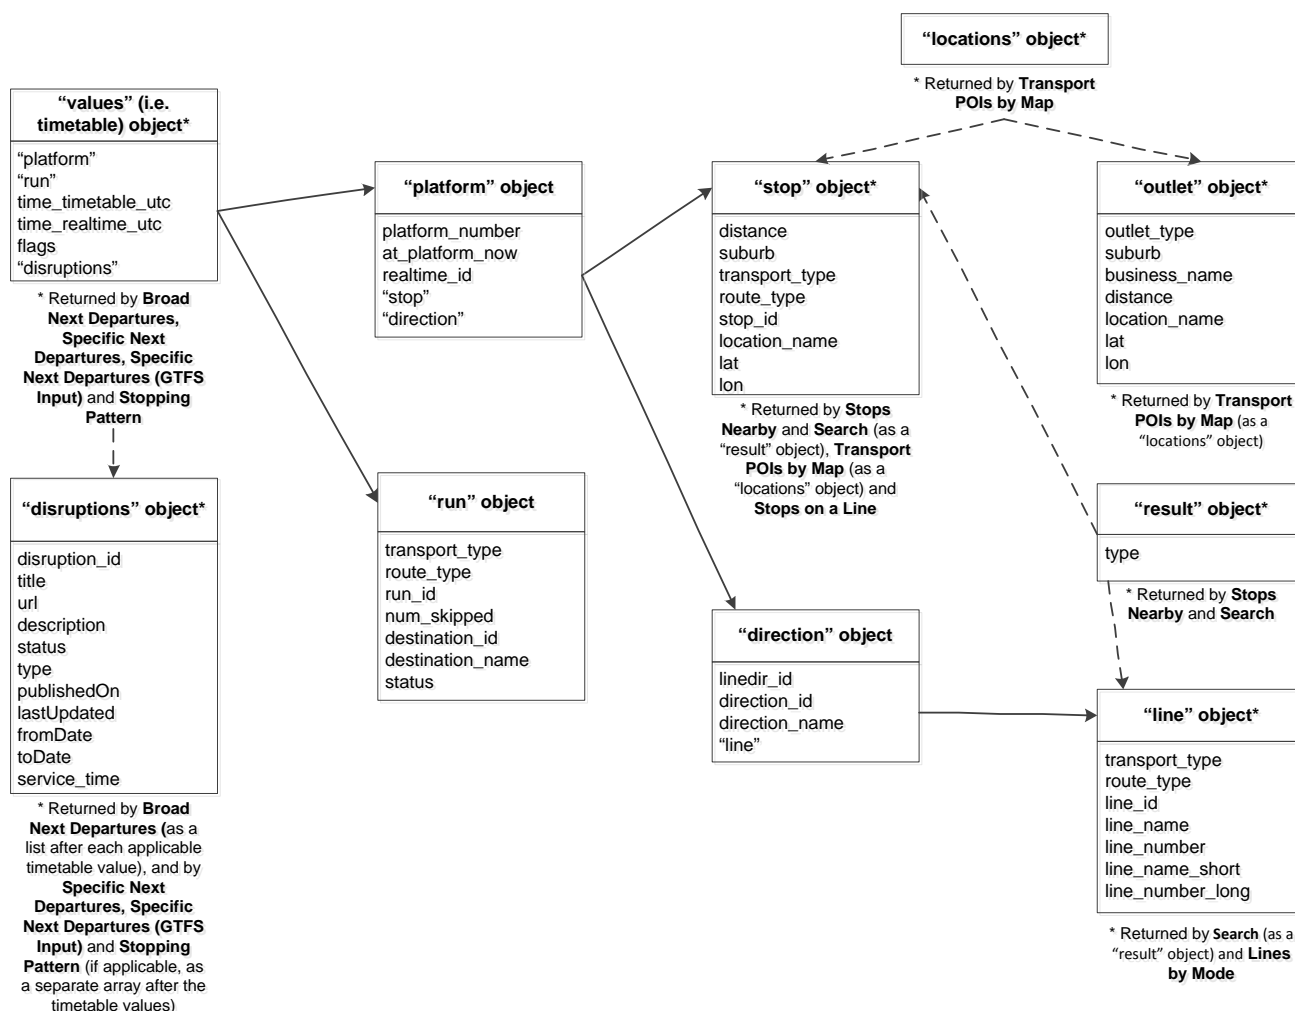 “locations” object*
* Returned by Transport
POIs by Map
“values” (i.e.
timetable) object*
“platform”
“run”
time_timetable_utc
time_realtime_utc
flags
“disruptions”
* Returned by Broad
Next Departures,
Specific Next
Departures, Specific
Next Departures (GTFS
Input) and Stopping
Pattern
“platform” object
platform_number
at_platform_now
realtime_id
“stop”
“direction”
“stop” object*
distance
suburb
transport_type
route_type
stop_id
location_name
lat
lon
* Returned by Stops
Nearby and Search (as a
“result” object), Transport
POIs by Map (as a
“locations” object) and
Stops on a Line
“outlet” object*
outlet_type
suburb
business_name
distance
location_name
lat
lon
* Returned by Transport
POIs by Map (as a
“locations” object)
“disruptions” object*
disruption_id
title
url
description
status
type
publishedOn
lastUpdated
fromDate
toDate
service_time
* Returned by Broad
Next Departures (as a
list after each applicable
timetable value), and by
Specific Next
Departures, Specific
Next Departures (GTFS
Input) and Stopping
Pattern (if applicable, as
a separate array after the
timetable values)
“run” object
transport_type
route_type
run_id
num_skipped
destination_id
destination_name
status
“result” object*
type
* Returned by Stops
Nearby and Search
“direction” object
linedir_id
direction_id
direction_name
“line”
“line” object*
transport_type
route_type
line_id
line_name
line_number
line_name_short
line_number_long
* Returned by Search (as a
“result” object) and Lines
by Mode